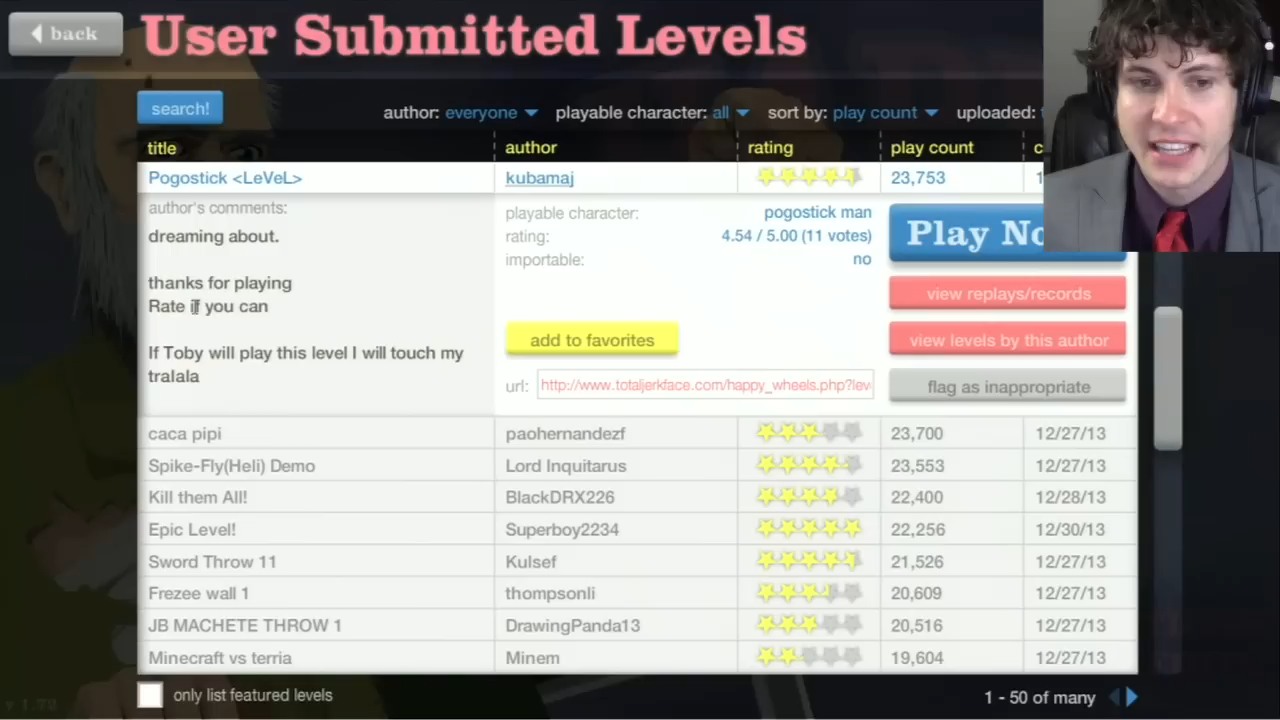 back
User Submitted Levels
search!
author: everyone playable character: all sort by: play count uploaded:
title author rating play count
Pogostick <LeVeL> kubamaj 23,753
author's comments:
dreaming about.
thanks for playing
Rate if you can
If Toby will play this level I will touch my
tralala
playable character: pogostick man
rating: 4.54 / 5.00 (11 votes)
importable: no
add to favorites
url: http://www.totaljerkface.com/happy_wheels.php?lev
Play No
view replays/records
view levels by this author
flag as inappropriate
caca pipi paohernandezf 23,700 12/27/13
Spike-Fly(Heli) Demo Lord Inquitarus 23,553 12/27/13
Kill them All! BlackDRX226 22,400 12/28/13
Epic Level! Superboy2234 22,256 12/30/13
Sword Throw 11 Kulsef 21,526 12/27/13
Frezee wall 1 thompsonli 20,609 12/27/13
JB MACHETE THROW 1 DrawingPanda13 20,516 12/27/13
Minecraft vs terria Minem 19,604 12/27/13
only list featured levels
1 - 50 of many